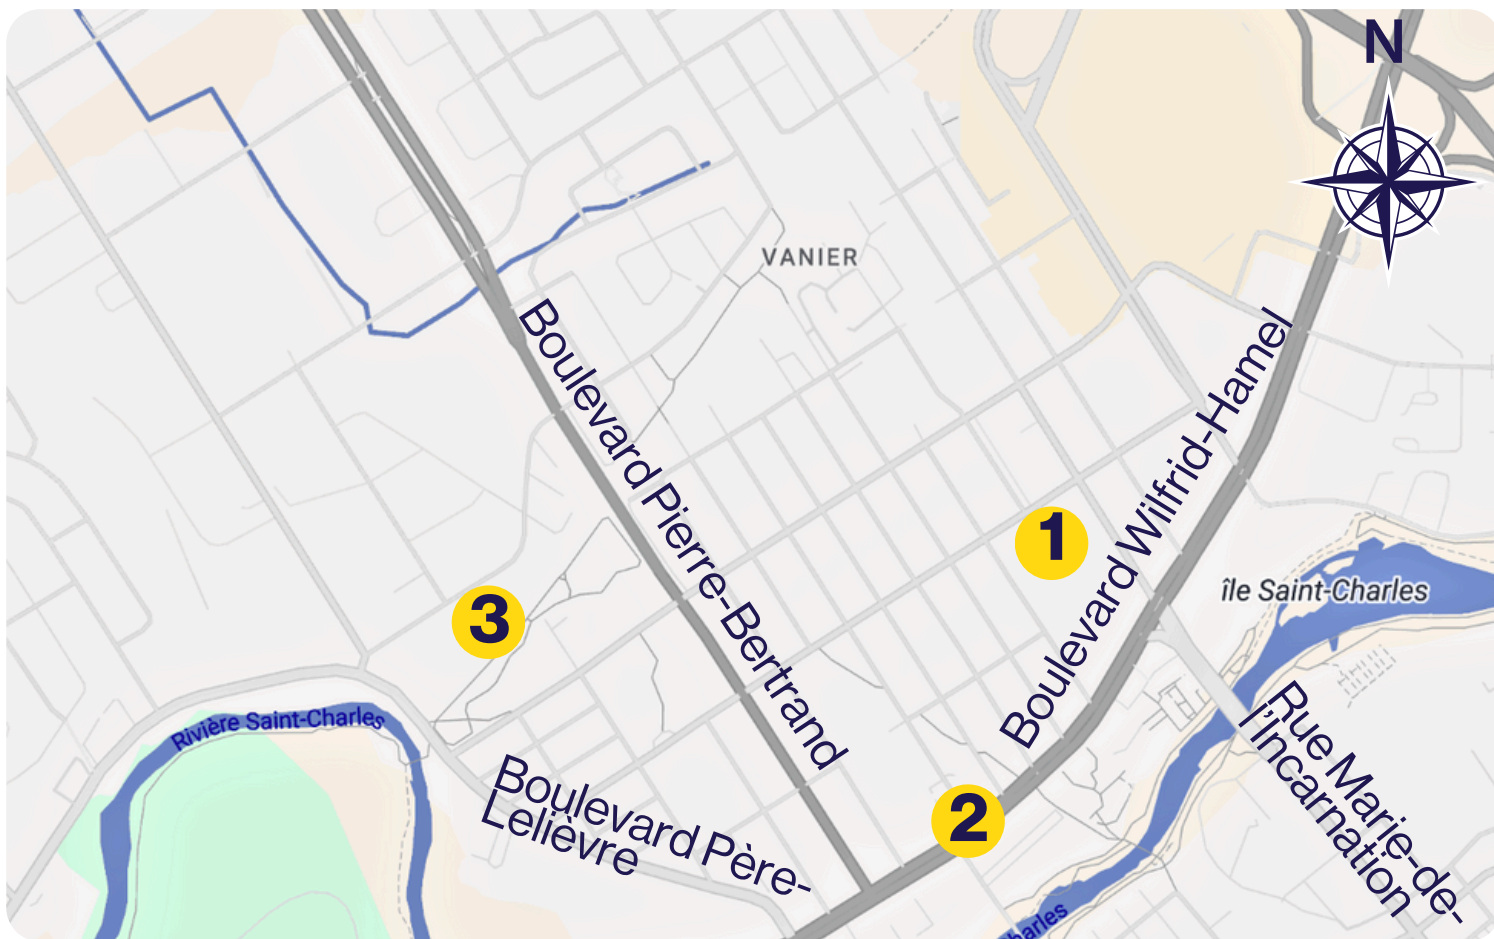 N
VANIER
Boulevard Pierre-Bertrand
Boulevard Wilfrid-Hamel
1
île Saint-Charles
3
Rivière Saint-Charles
Rue Marie-de-
l'Incarnation
Boulevard Père-
Lelièvre
2
harles